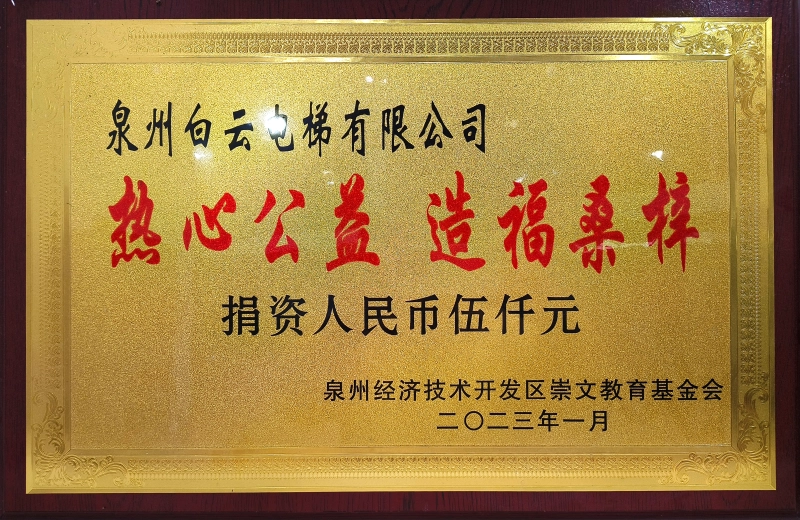 泉州白云电梯有限公司
热心公益 造福桑梓
捐资人民币伍仟元
泉州经济技术开发区崇文教育基金会
二〇二三年一月